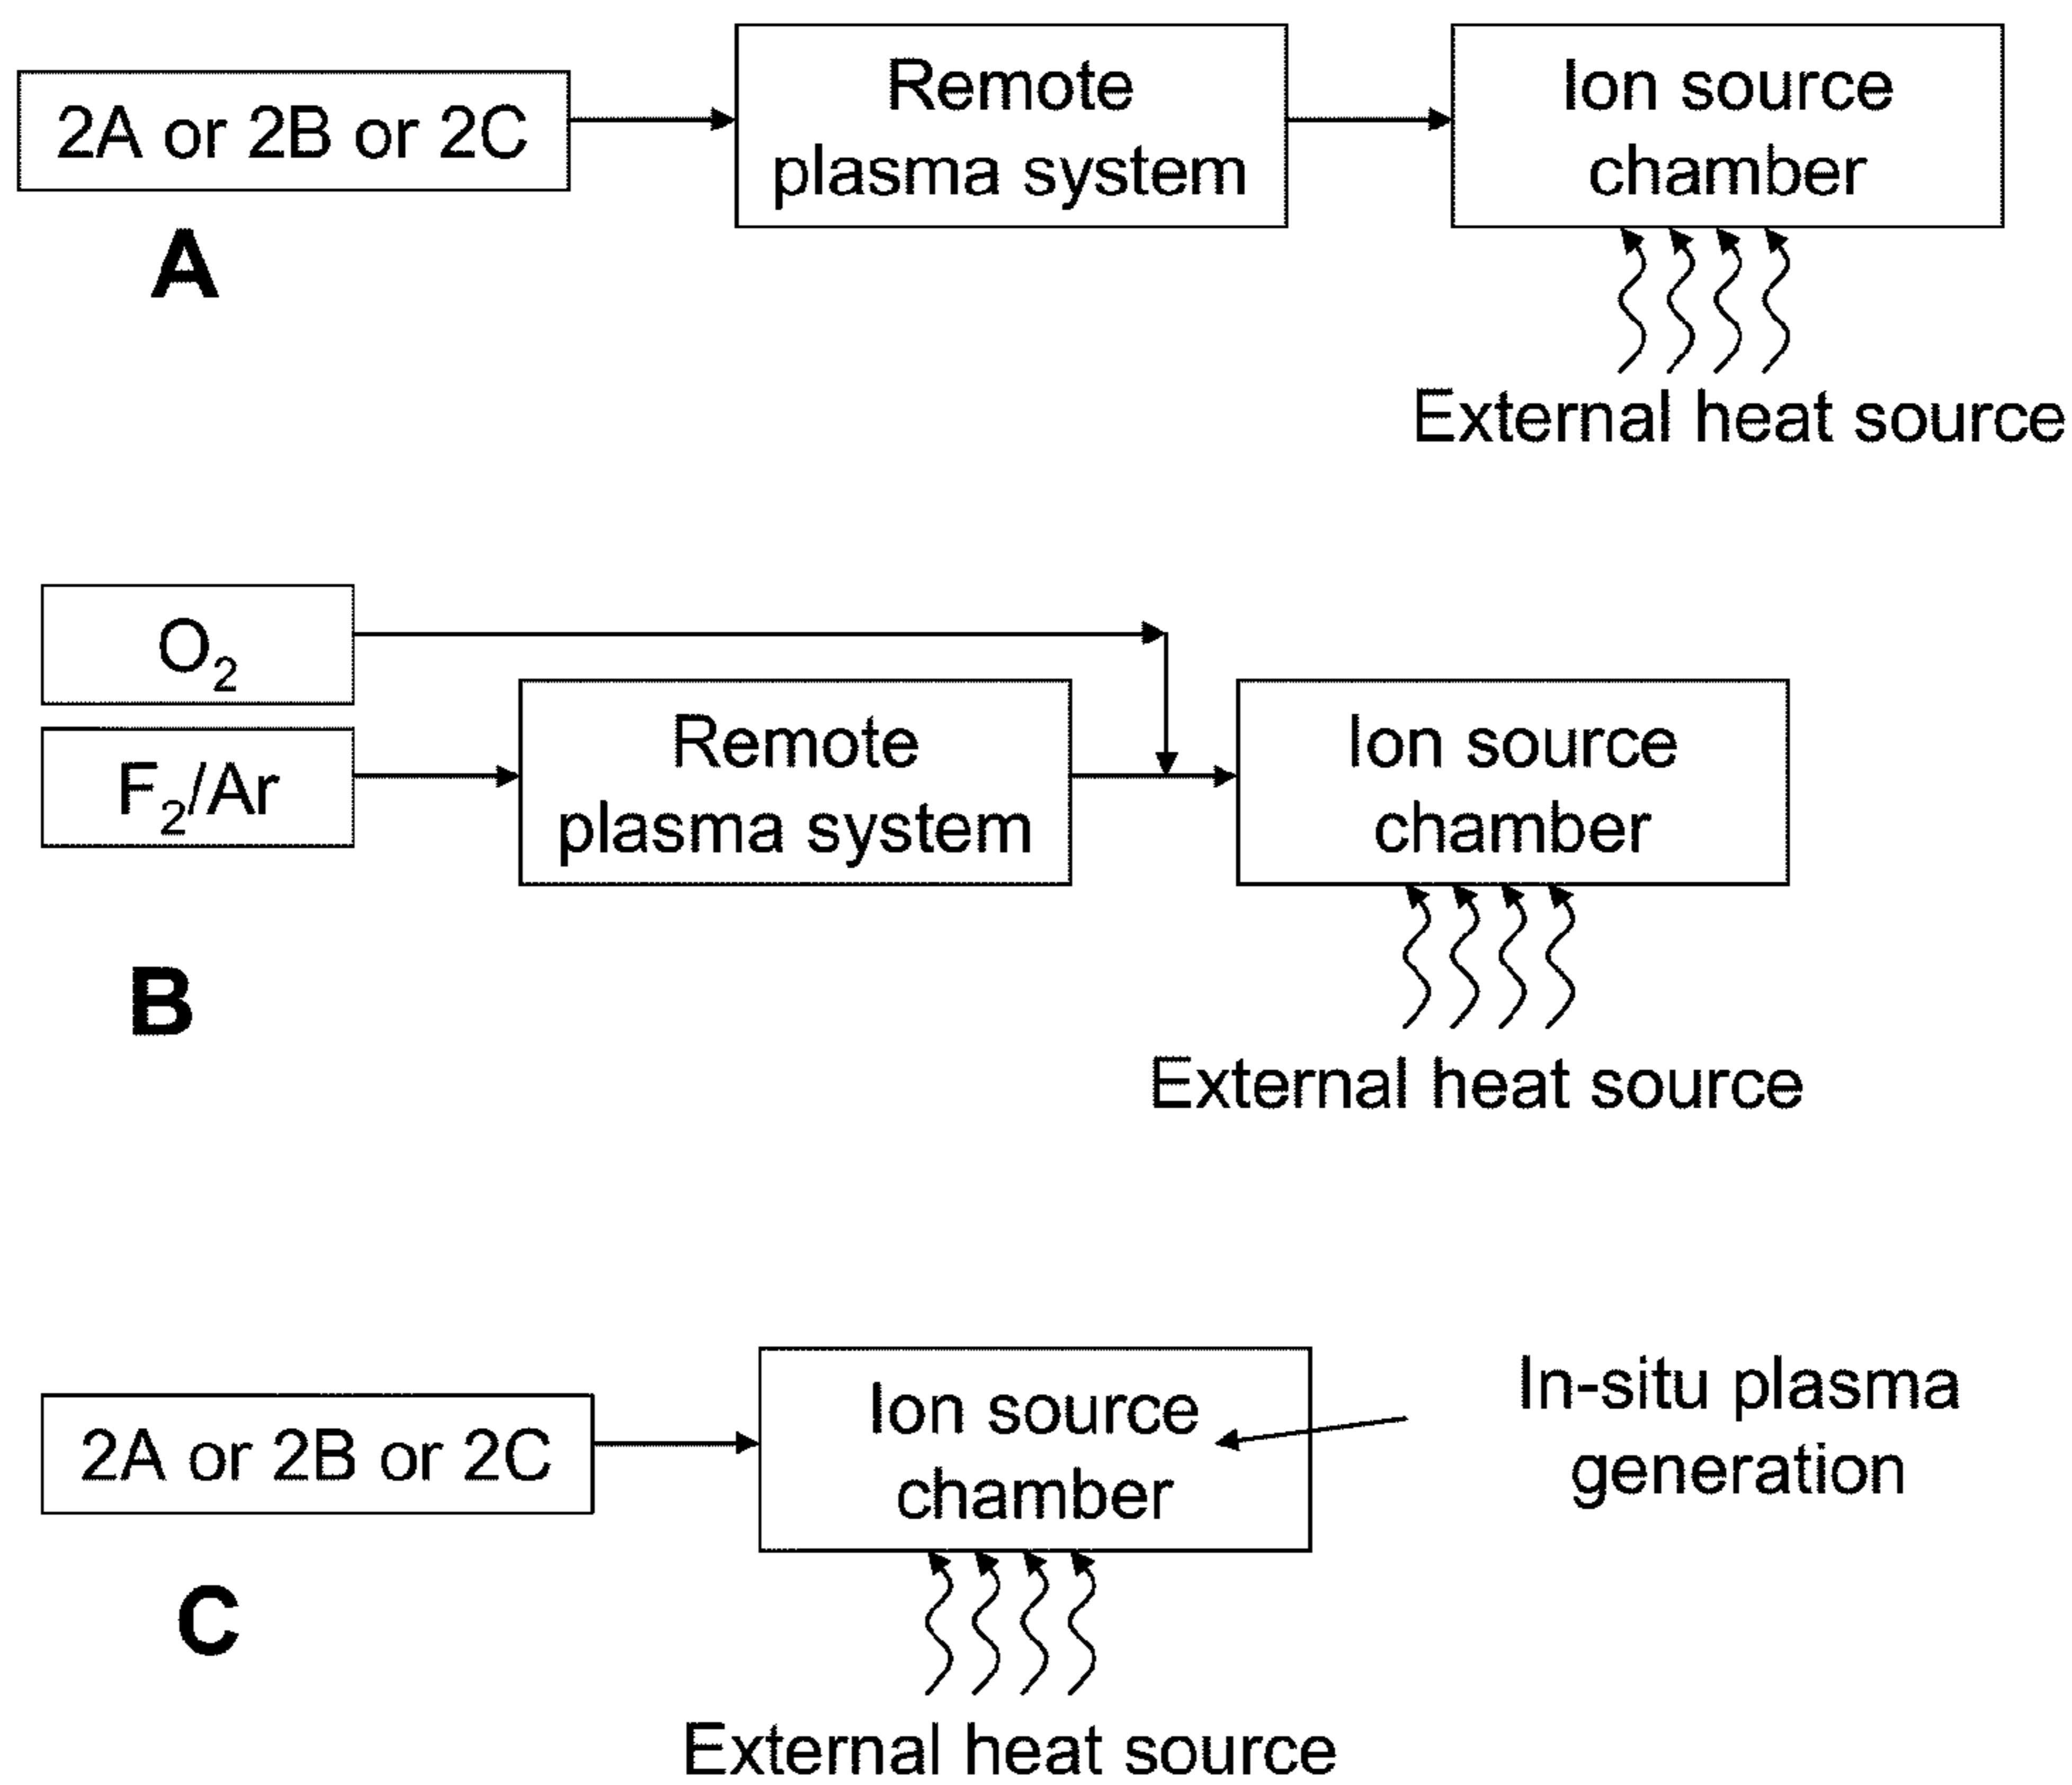 2A or 2B or 2C
Remote
plasma system
Ion source
chamber
A
External heat source
O₂
F₂/Ar
Remote
plasma system
Ion source
chamber
B
External heat source
2A or 2B or 2C
Ion source
chamber
In-situ plasma
generation
C
External heat source